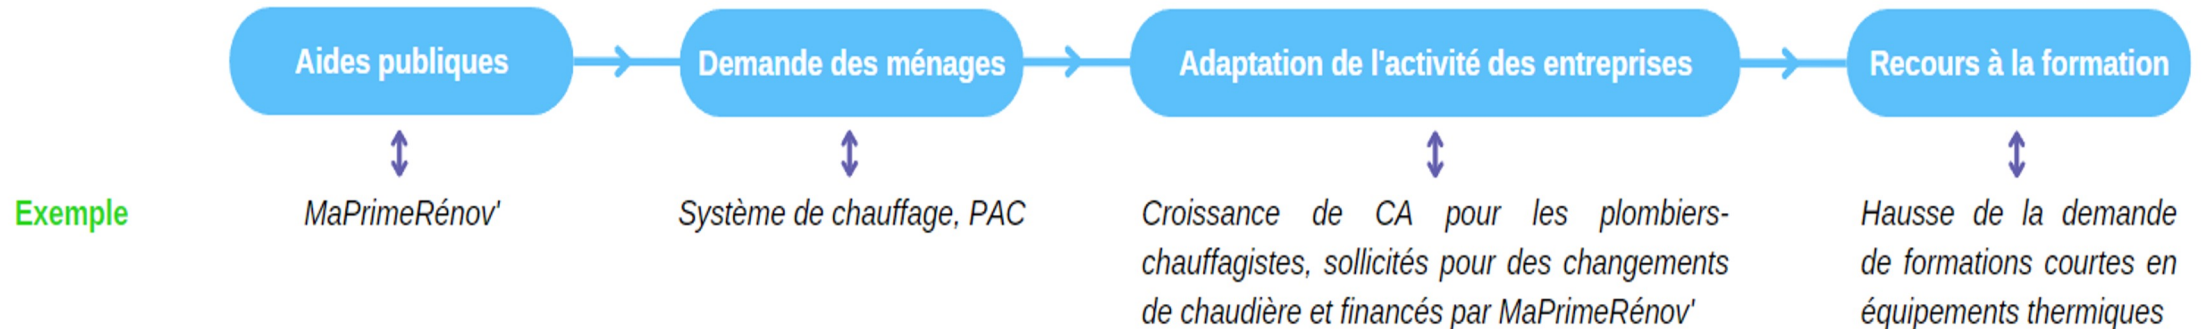 Aides publiques
Demande des ménages
Adaptation de l'activité des entreprises
Recours à la formation
Exemple
MaPrimeRénov'
Système de chauffage, PAC
Croissance de CA pour les plombiers-
chauffagistes, sollicités pour des changements
de chaudière et financés par MaPrimeRénov'
Hausse de la demande
de formations courtes en
équipements thermiques